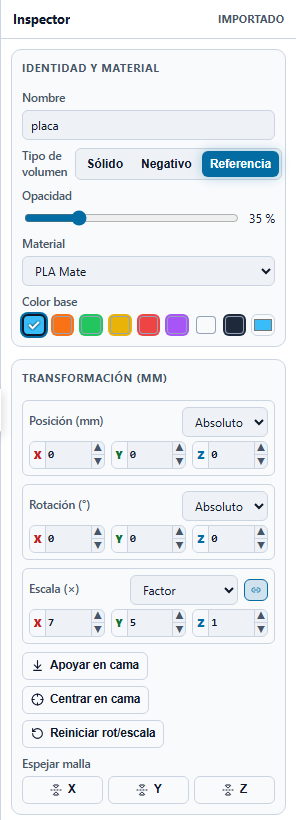 Inspector IMPORTADO
IDENTIDAD Y MATERIAL
Nombre
placa
Tipo de volumen Sólido Negativo Referencia
Opacidad
35 %
Material
PLA Mate
Color base
TRANSFORMACIÓN (MM)
Posición (mm) Absoluto
X 0 Y 0 Z 0
Rotación (°) Absoluto
X 0 Y 0 Z 0
Escala (×) Factor
X 7 Y 5 Z 1
Apoyar en cama
Centrar en cama
Reiniciar rot/escala
Espejar malla
X Y Z